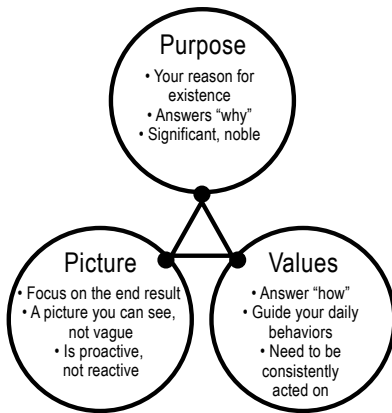 Purpose
• Your reason for
existence
• Answers “why”
• Significant, noble
Picture
• Focus on the end result
• A picture you can see,
not vague
• Is proactive,
not reactive
Values
• Answer “how”
• Guide your daily
behaviors
• Need to be
consistently
acted on